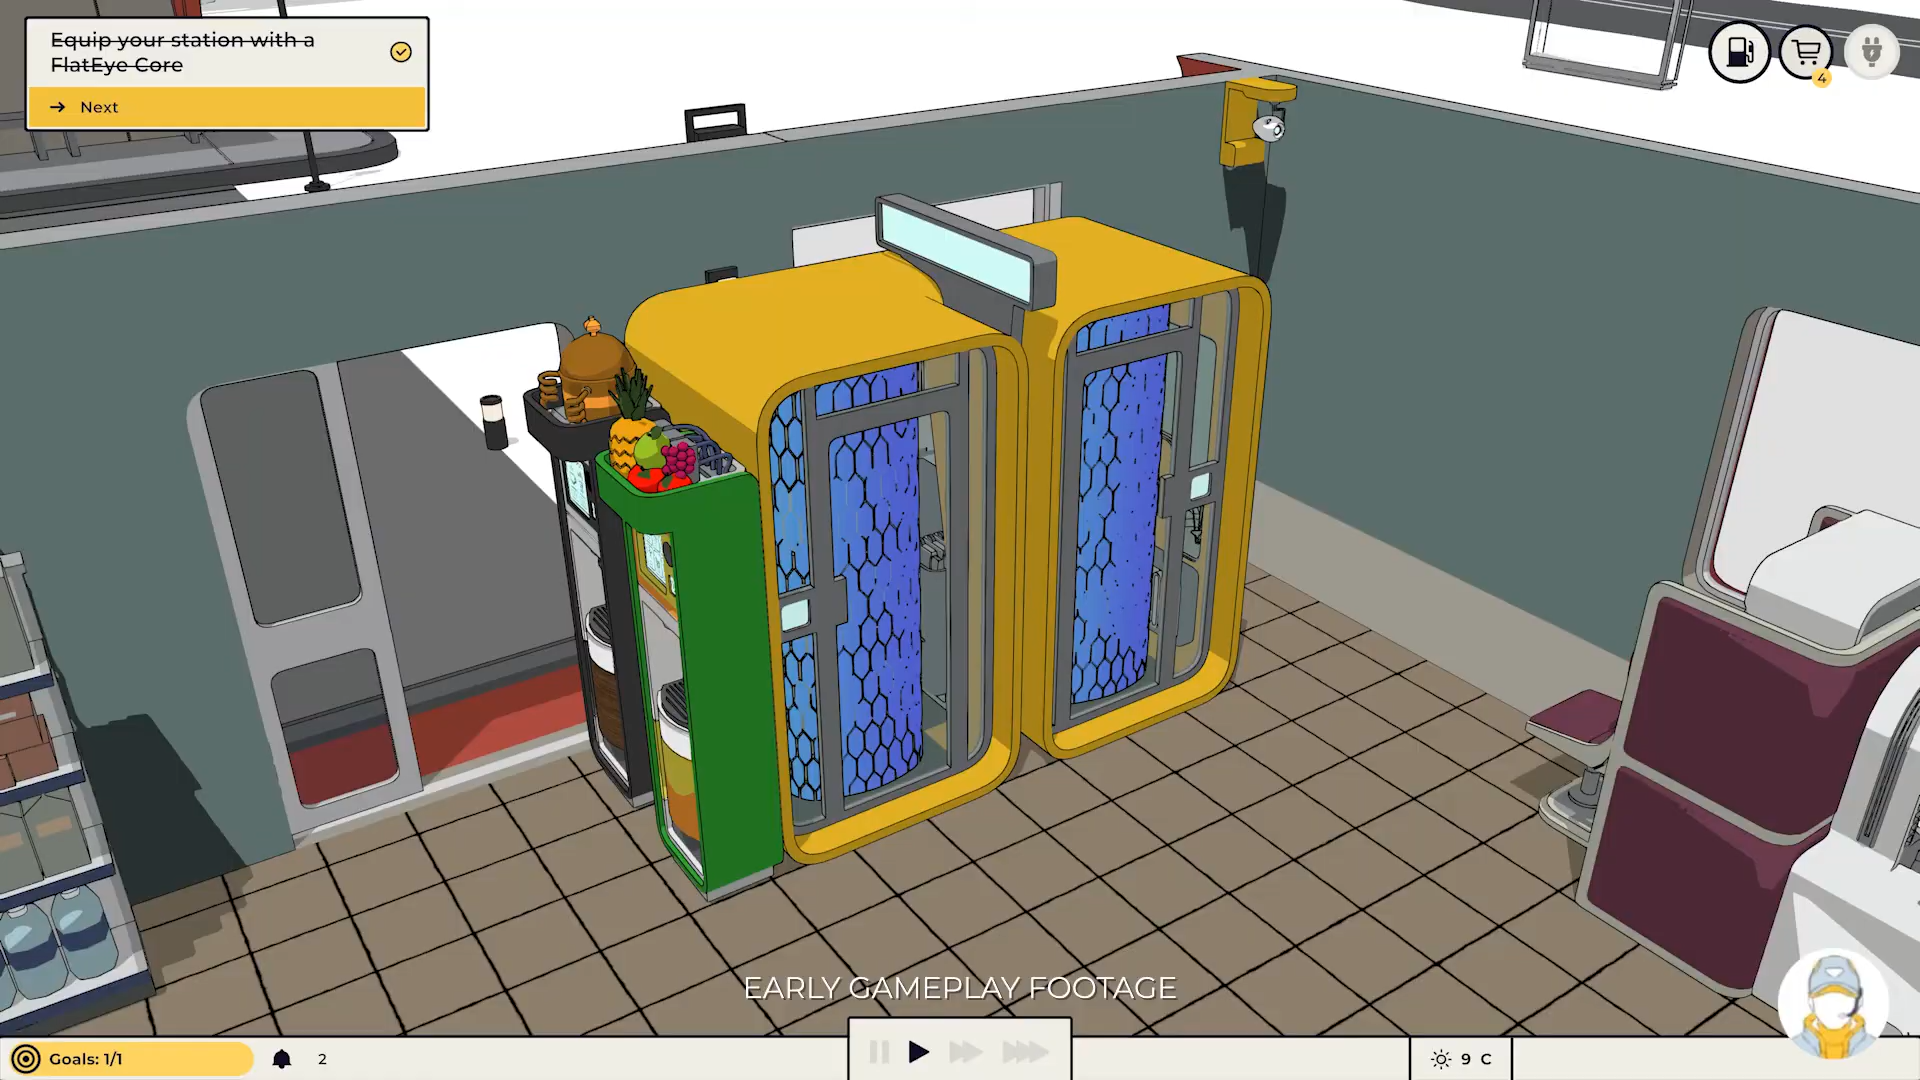 Equip your station with a
FlatEye Core
Next
4
EARLY GAMEPLAY FOOTAGE
Goals: 1/1
2
9 C